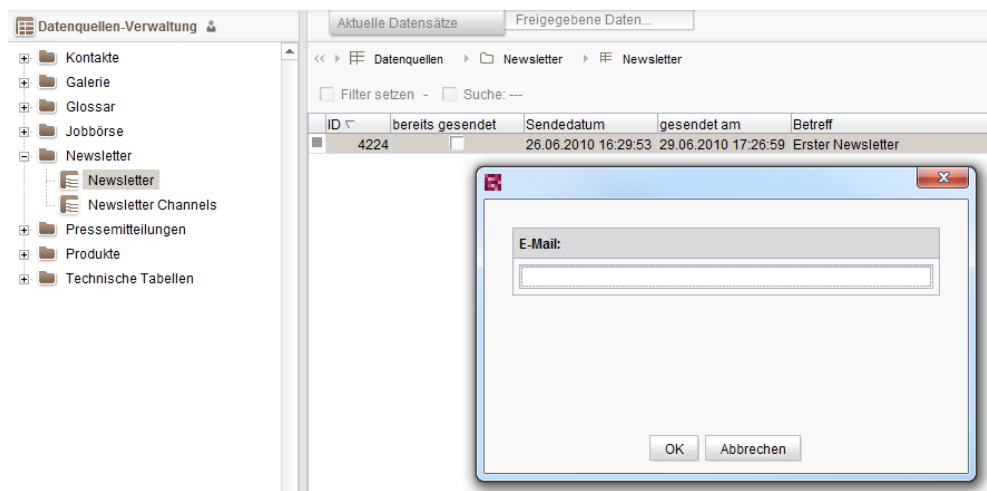 Datenquellen-Verwaltung
Kontakte
Galerie
Glossar
Jobbörse
Newsletter
Newsletter
Newsletter Channels
Pressemitteilungen
Produkte
Technische Tabellen
Aktuelle Datensätze Freigegebene Daten...
Datenquellen Newsletter Newsletter
Filter setzen - Suche: ---
ID bereits gesendet Sendedatum gesendet am Betreff
4224 26.06.2010 16:29:53 29.06.2010 17:26:59 Erster Newsletter
E-Mail:
OK Abbrechen